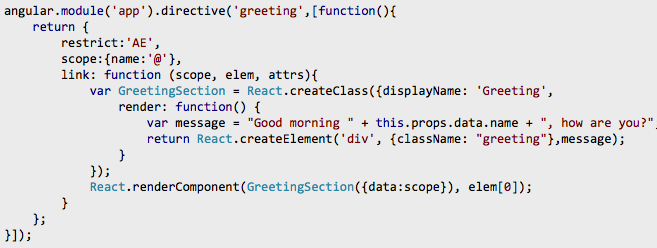 angular.module('app').directive('greeting',[function(){
    return {
        restrict:'AE',
        scope:{name:'@'},
        link: function (scope, elem, attrs){
            var GreetingSection = React.createClass({displayName: 'Greeting',
                render: function() {
                    var message = "Good morning " + this.props.data.name + ", how are you?"
                    return React.createElement('div', {className: "greeting"},message);
                }
            });
            React.renderComponent(GreetingSection({data:scope}), elem[0]);
        }
    };
}]);